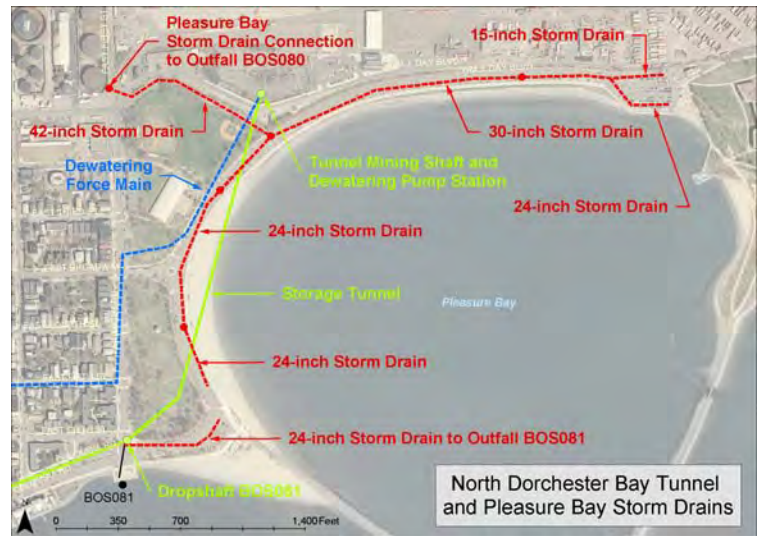 Pleasure Bay
Storm Drain Connection
to Outfall BOS080
15-inch Storm Drain
42-inch Storm Drain
30-inch Storm Drain
Dewatering
Force Main
Tunnel Mining Shaft and
Dewatering Pump Station
24-inch Storm Drain
24-inch Storm Drain
Storage Tunnel
Pleasure Bay
24-inch Storm Drain
24-inch Storm Drain to Outfall BOS081
BOS081
Dropshaft BOS081
North Dorchester Bay Tunnel
and Pleasure Bay Storm Drains
0 350 700 1,400 Feet